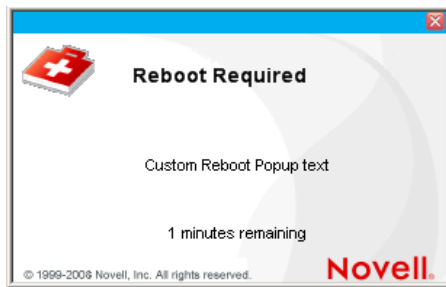 Reboot Required
Custom Reboot Popup text
1 minutes remaining
© 1999-2008 Novell, Inc. All rights reserved.
Novell.